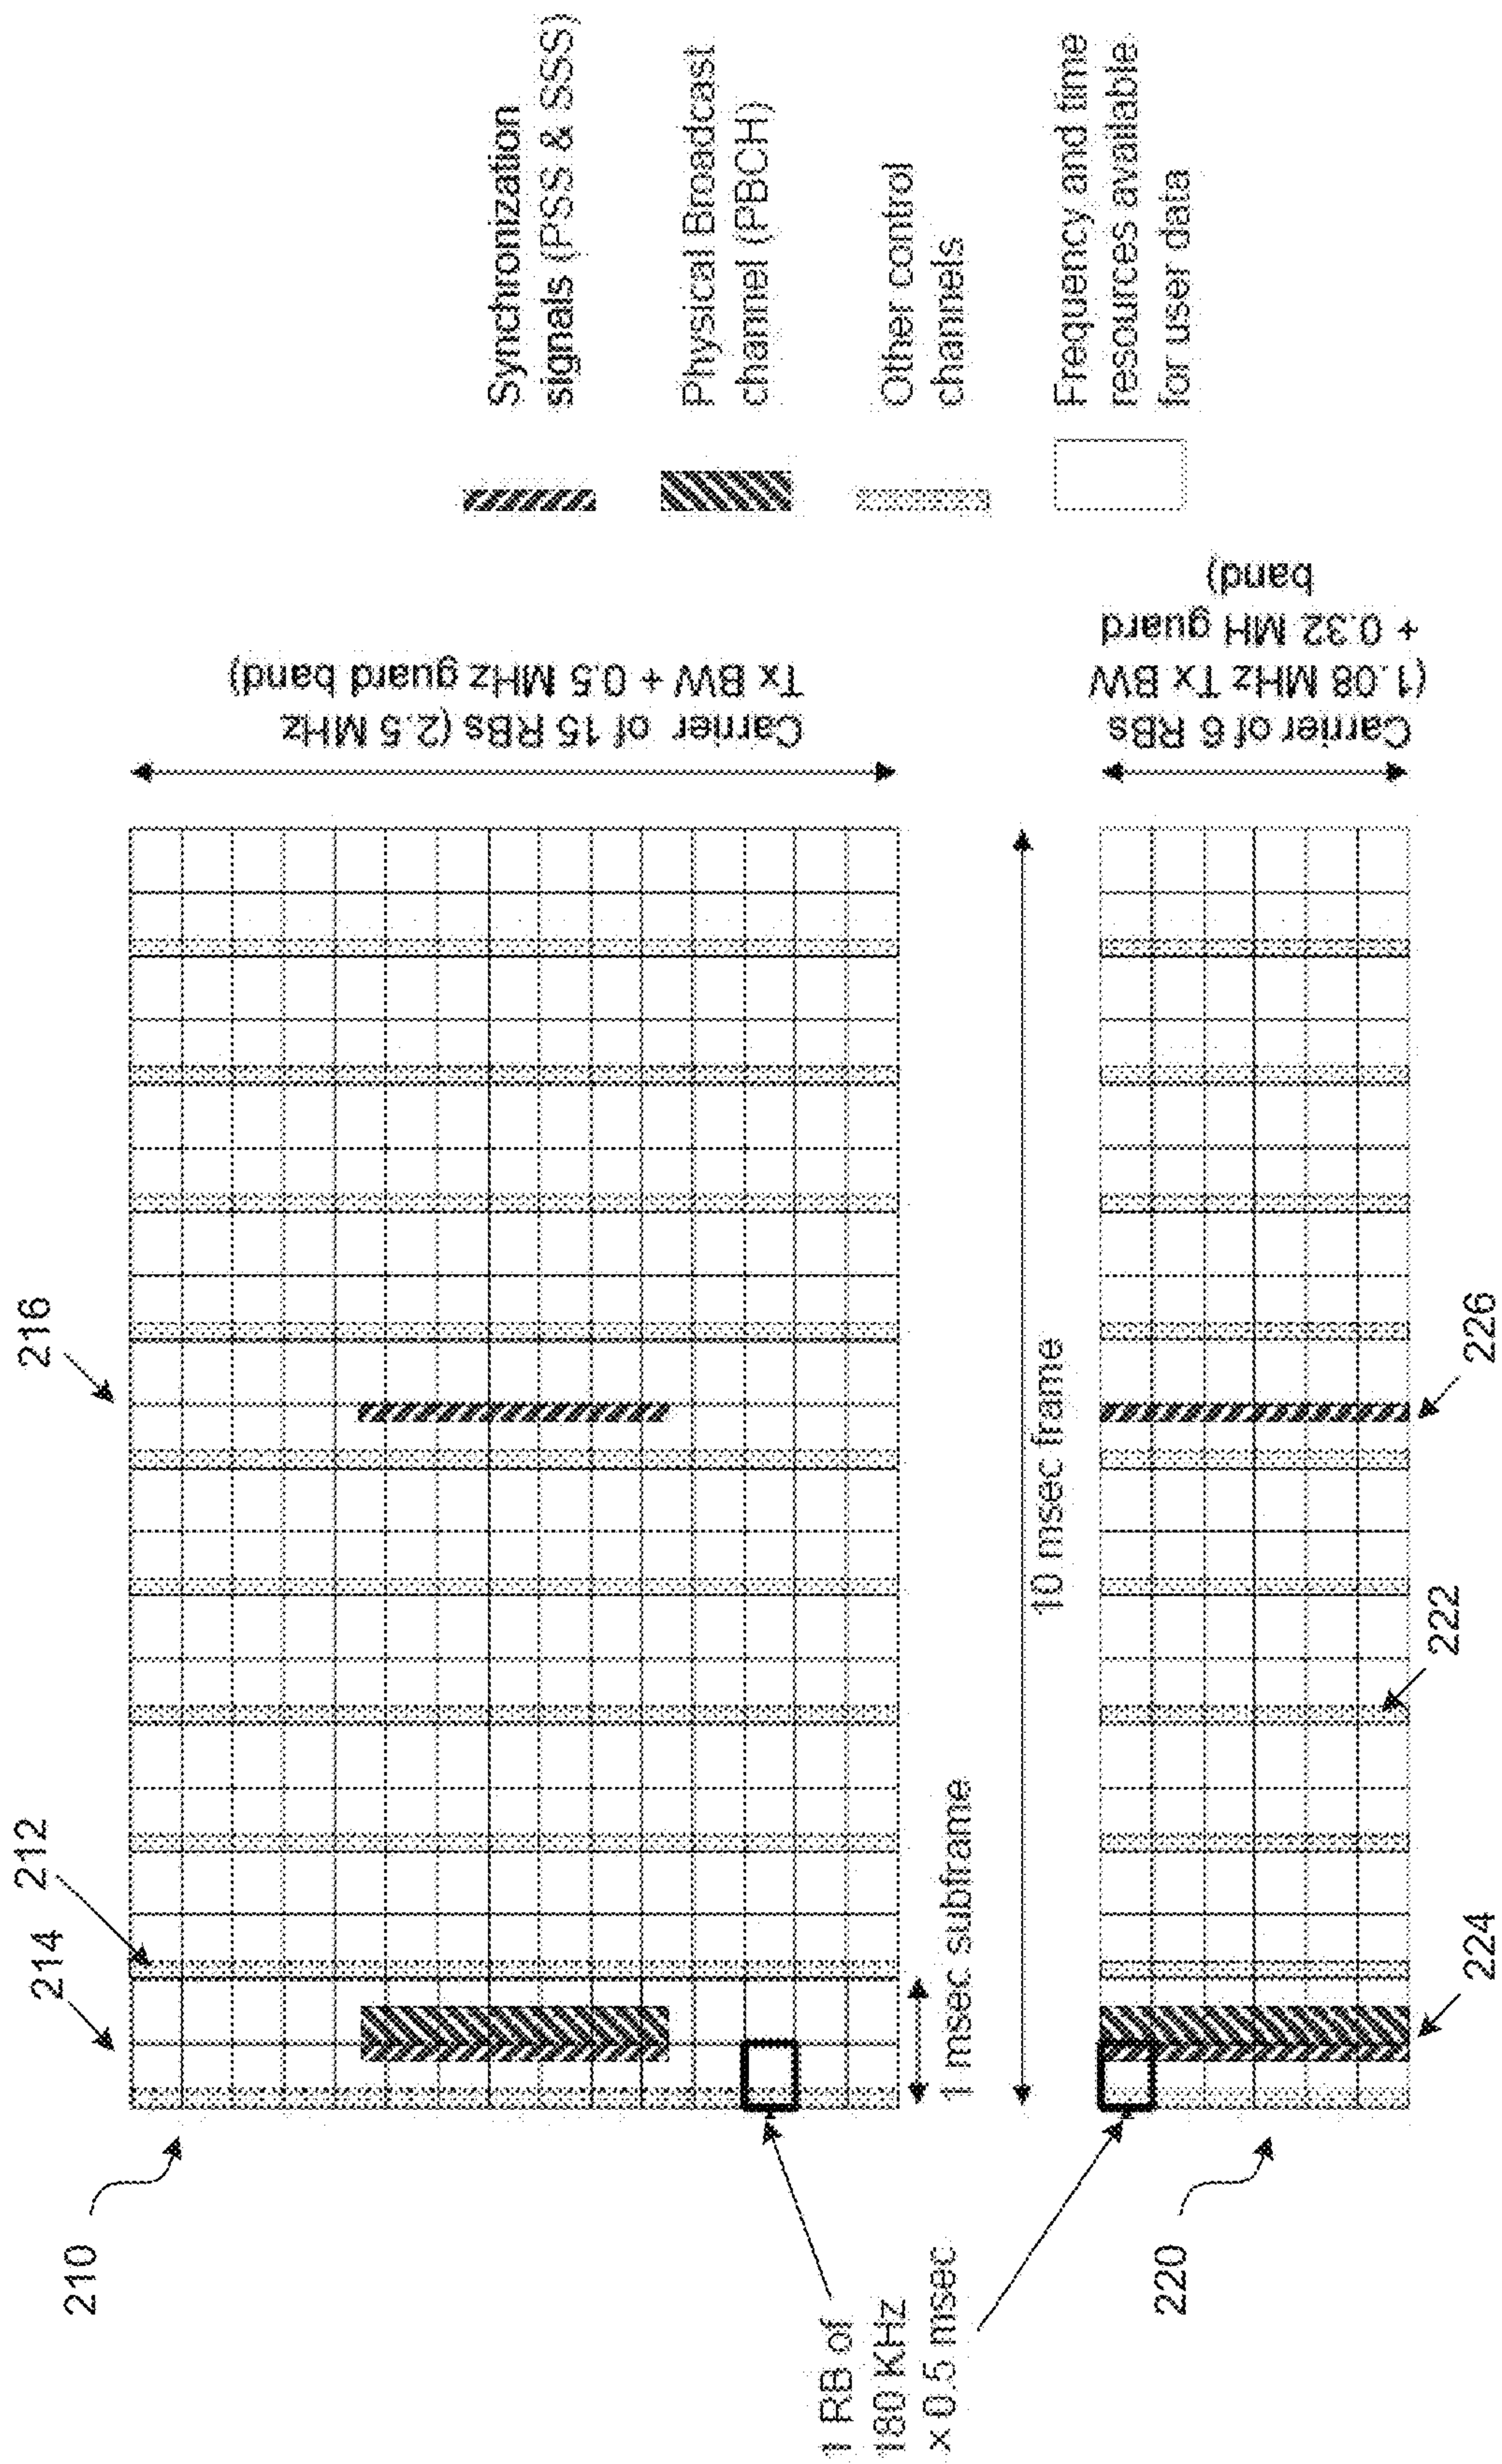 210
214
212
216
1 RB of
180 KHz
x 0.5 msec
1 msec subframe
10 msec frame
Carrier of 15 RBs (2.5 MHz
Tx BW + 0.5 MHz guard band)
220
224
222
226
Carrier of 6 RBs
(1.08 MHz Tx BW
+ 0.32 MH guard
band)
Synchronization
signals (PSS & SSS)
Physical Broadcast
channel (PBCH)
Other control
channels
Frequency and time
resources available
for user data